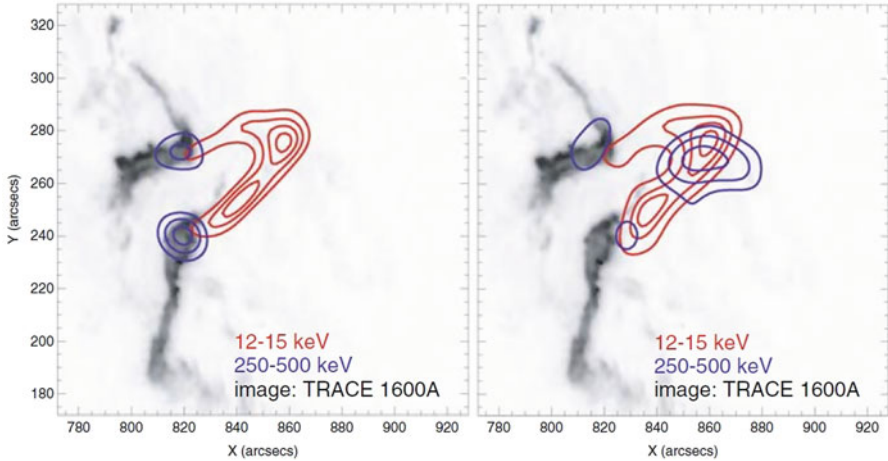 320
300
280
260
240
220
200
180
Y (arcsecs)
780 800 820 840 860 880 900 920
X (arcsecs)
12-15 keV
250-500 keV
image: TRACE 1600A
780 800 820 840 860 880 900 920
X (arcsecs)
12-15 keV
250-500 keV
image: TRACE 1600A